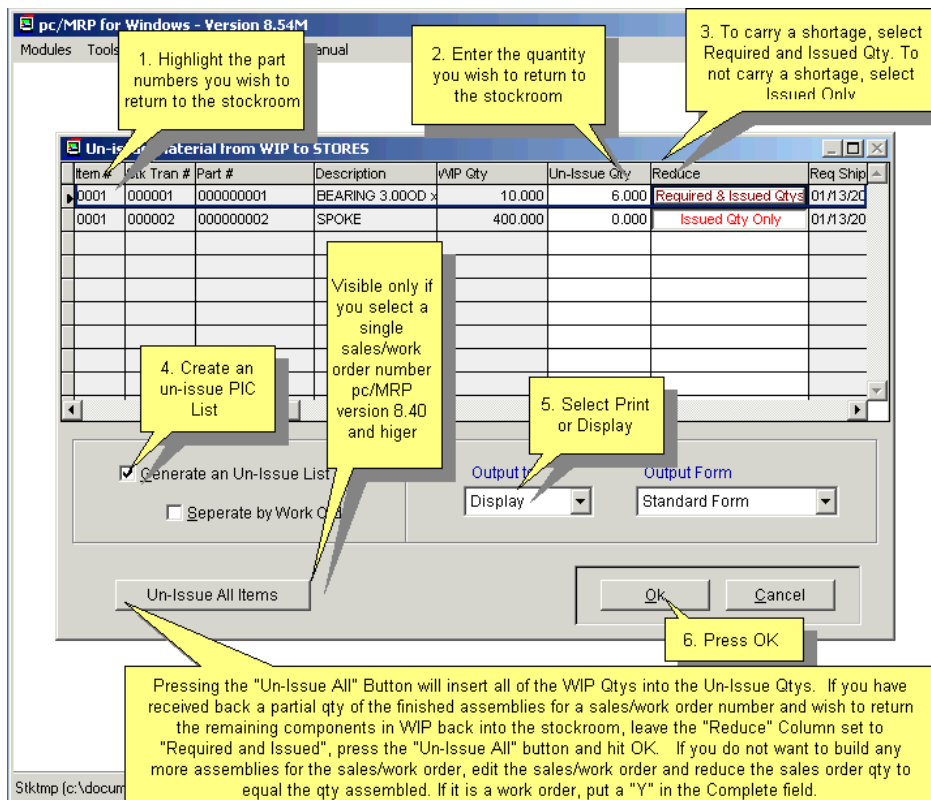 pc/MRP for Windows - Version 8.54M
Modules Tools anual
1. Highlight the part
numbers you wish to
return to the stockroom
2. Enter the quantity
you wish to return to
the stockroom
3. To carry a shortage, select
Required and Issued Qty. To
not carry a shortage, select
Issued Only
Un-issue Material from WIP to STORES
Item # Stk Tran # Part # Description WIP Qty Un-Issue Qty Reduce Req Ship
0001 000001 000000001 BEARING 3.00OD x 10.000 6.000 Required & Issued Qtys 01/13/20
0001 000002 000000002 SPOKE 400.000 0.000 Issued Qty Only 01/13/20
Visible only if
you select a
single
sales/work
order number
pc/MRP
version 8.40
and higer
4. Create an
un-issue PIC
List
5. Select Print
or Display
Generate an Un-Issue List
Output to Output Form
Display Standard Form
Seperate by Work O
Un-Issue All Items
Ok Cancel
6. Press OK
Pressing the "Un-Issue All" Button will insert all of the WIP Qtys into the Un-Issue Qtys. If you have
received back a partial qty of the finished assemblies for a sales/work order number and wish to return
the remaining components in WIP back into the stockroom, leave the "Reduce" Column set to
"Required and Issued", press the "Un-Issue All" button and hit OK. If you do not want to build any
more assemblies for the sales/work order, edit the sales/work order and reduce the sales order qty to
equal the qty assembled. If it is a work order, put a "Y" in the Complete field.
Stktmp (c:\docum